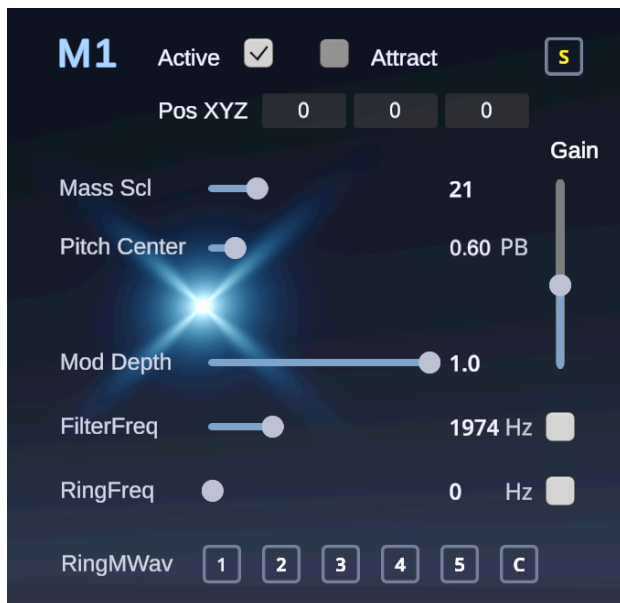 M1 Active Attract S
Pos XYZ 0 0 0
Gain
Mass Scl 21
Pitch Center 0.60 PB
Mod Depth 1.0
FilterFreq 1974 Hz
RingFreq 0 Hz
RingMWav 1 2 3 4 5 C